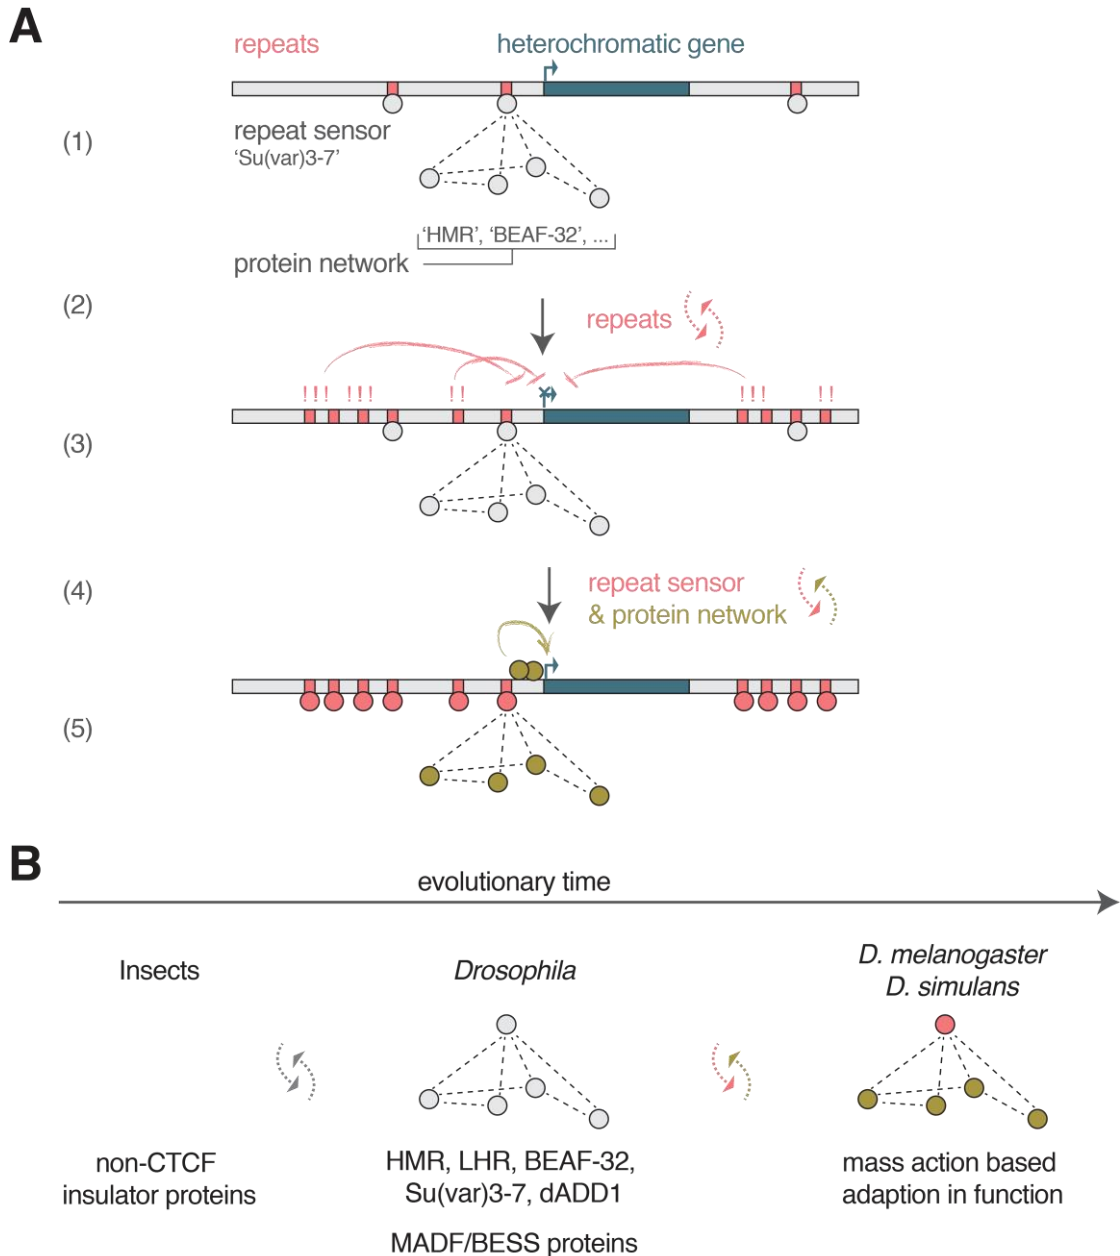 A
repeats
heterochromatic gene
(1)
repeat sensor
‘Su(var)3-7’
‘HMR’, ‘BEAF-32’, ...
protein network
(2)
repeats
!!! !!! !! !!! !!
(3)
(4)
repeat sensor
& protein network
(5)
B
evolutionary time
Insects
Drosophila
D. melanogaster
D. simulans
non-CTCF
insulator proteins
HMR, LHR, BEAF-32,
Su(var)3-7, dADD1
MADF/BESS proteins
mass action based
adaption in function